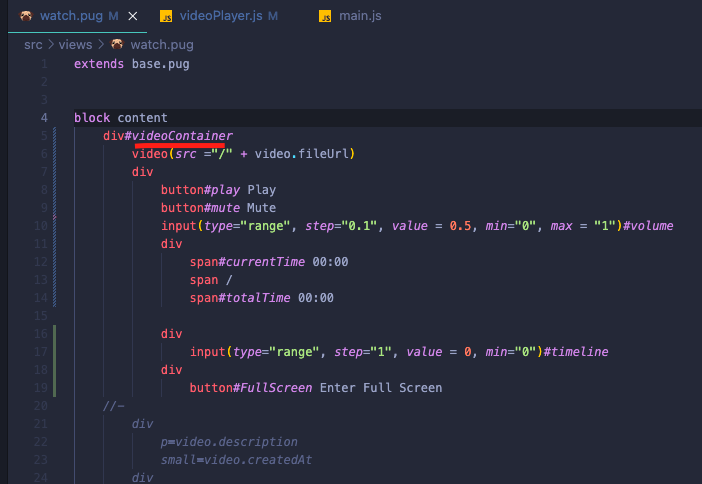 watch.pug M ×
JS videoPlayer.js M
JS main.js
src > views > watch.pug
1 extends base.pug
2
3
4 block content
5 div#videoContainer
6 video(src ="/" + video.fileUrl)
7 div
8 button#play Play
9 button#mute Mute
10 input(type="range", step="0.1", value = 0.5, min="0", max = "1")#volume
11 div
12 span#currentTime 00:00
13 span /
14 span#totalTime 00:00
15
16 div
17 input(type="range", step="1", value = 0, min="0")#timeline
18 div
19 button#FullScreen Enter Full Screen
20 //-
21 div
22 p=video.description
23 small=video.createdAt
24 div